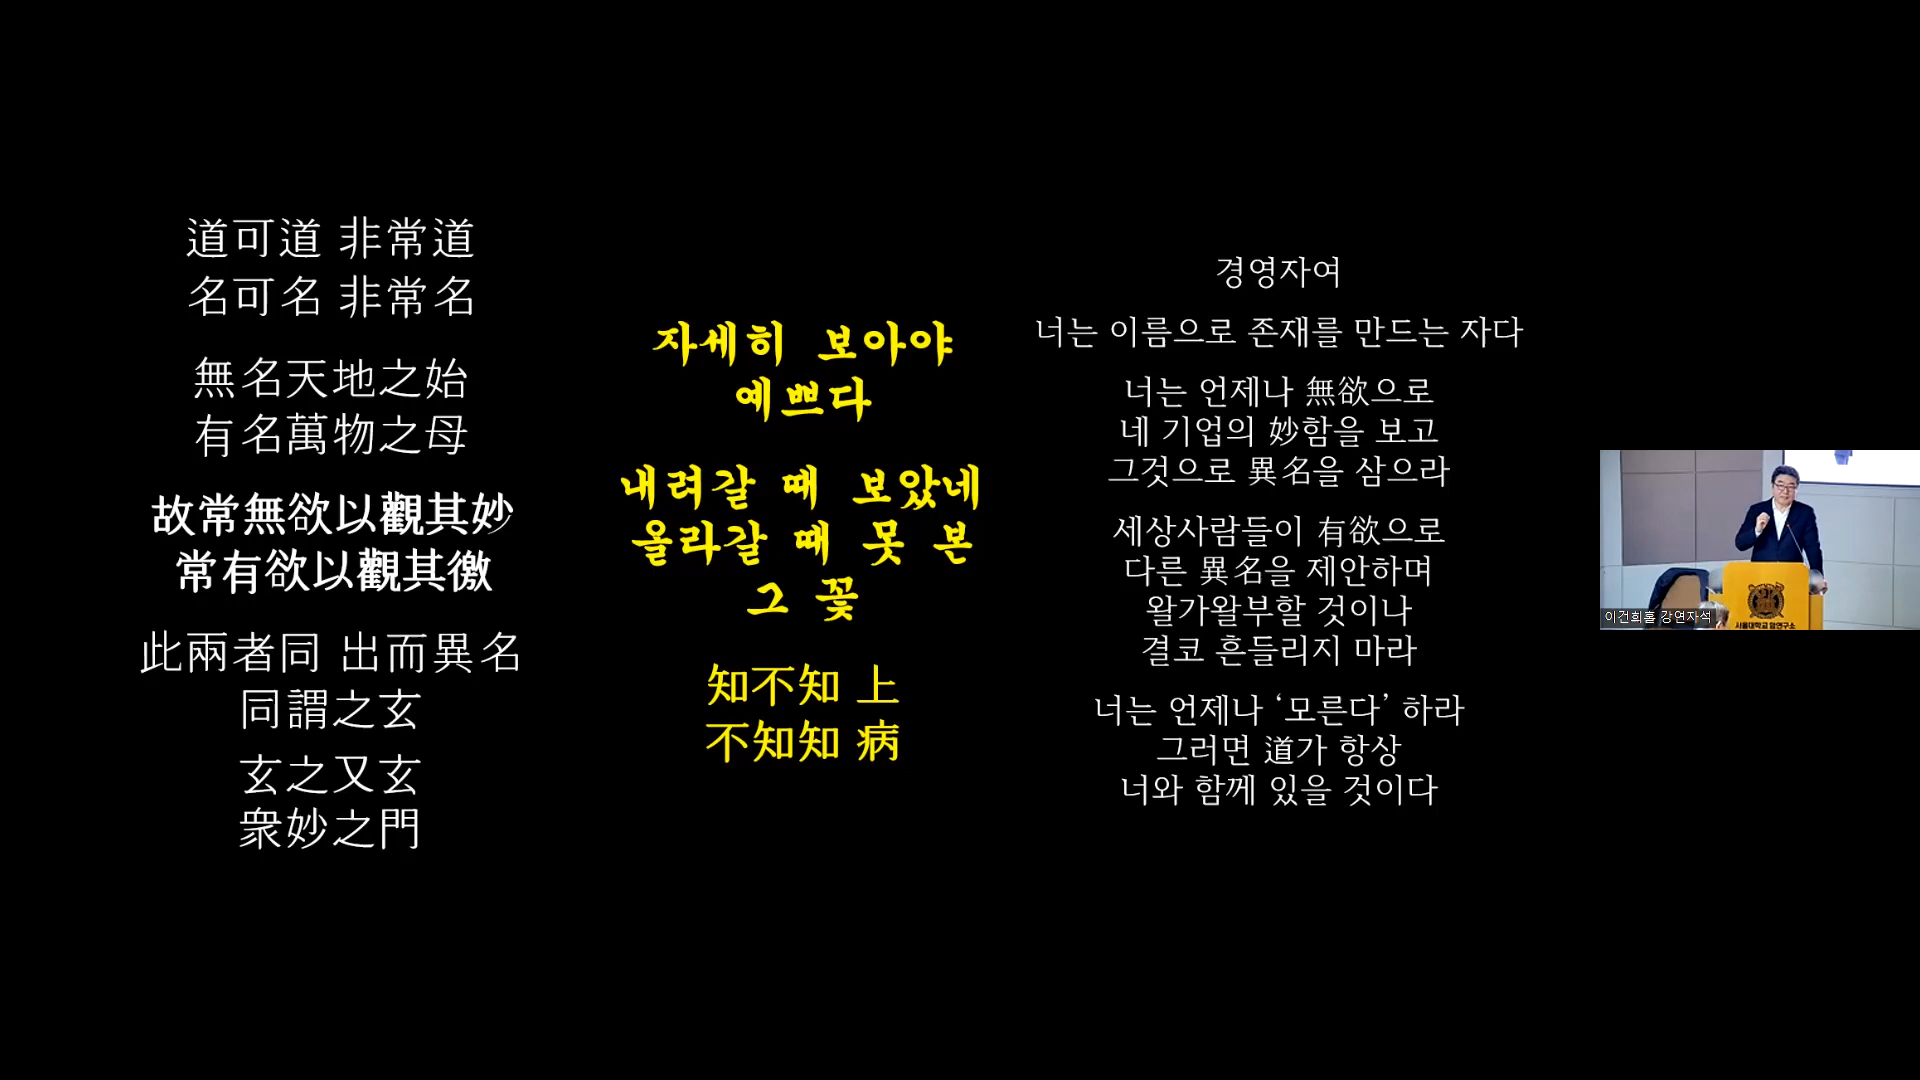 道可道 非常道
名可名 非常名
無名天地之始
有名萬物之母
故常無欲以觀其妙
常有欲以觀其徼
此兩者同 出而異名
同謂之玄
玄之又玄
衆妙之門
자세히 보아야
예쁘다
내려갈 때 보았네
올라갈 때 못 본
그 꽃
知不知 上
不知知 病
경영자여
너는 이름으로 존재를 만드는 자다
너는 언제나 無欲으로
네 기업의 妙함을 보고
그것으로 異名을 삼으라
세상사람들이 有欲으로
다른 異名을 제안하며
왈가왈부할 것이나
결코 흔들리지 마라
너는 언제나 ‘모른다’ 하라
그러면 道가 항상
너와 함께 있을 것이다
이건희홀 강연자석
서울대학교 암연구소